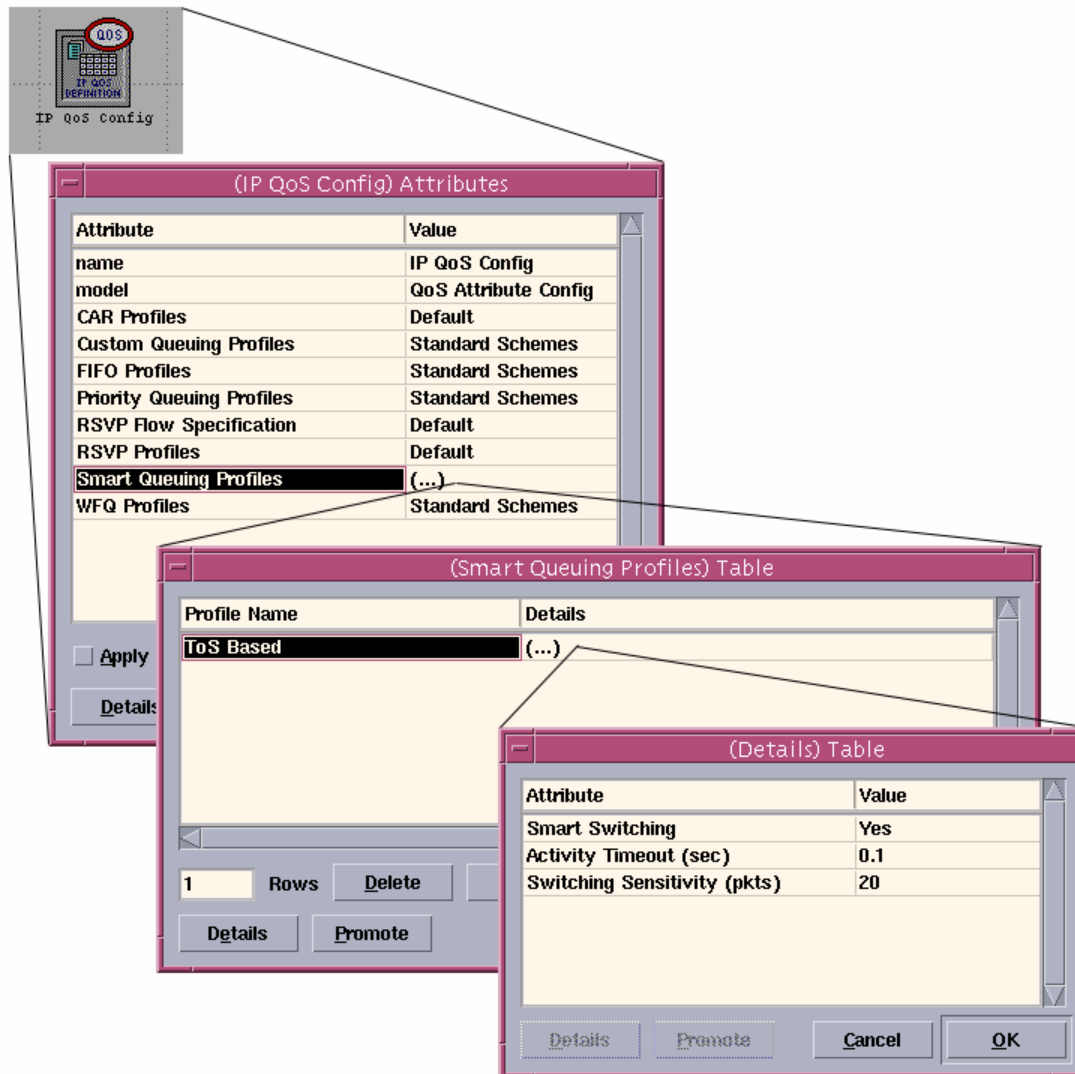 QOS
IP QOS
DEFINITION
IP QoS Config
(IP QoS Config) Attributes
Attribute Value
name IP QoS Config
model QoS Attribute Config
CAR Profiles Default
Custom Queuing Profiles Standard Schemes
FIFO Profiles Standard Schemes
Priority Queuing Profiles Standard Schemes
RSVP Flow Specification Default
RSVP Profiles Default
Smart Queuing Profiles (...)
WFQ Profiles Standard Schemes
Apply
Details
(Smart Queuing Profiles) Table
Profile Name Details
ToS Based (...)
1 Rows Delete
Details Promote
(Details) Table
Attribute Value
Smart Switching Yes
Activity Timeout (sec) 0.1
Switching Sensitivity (pkts) 20
Details Promote Cancel OK